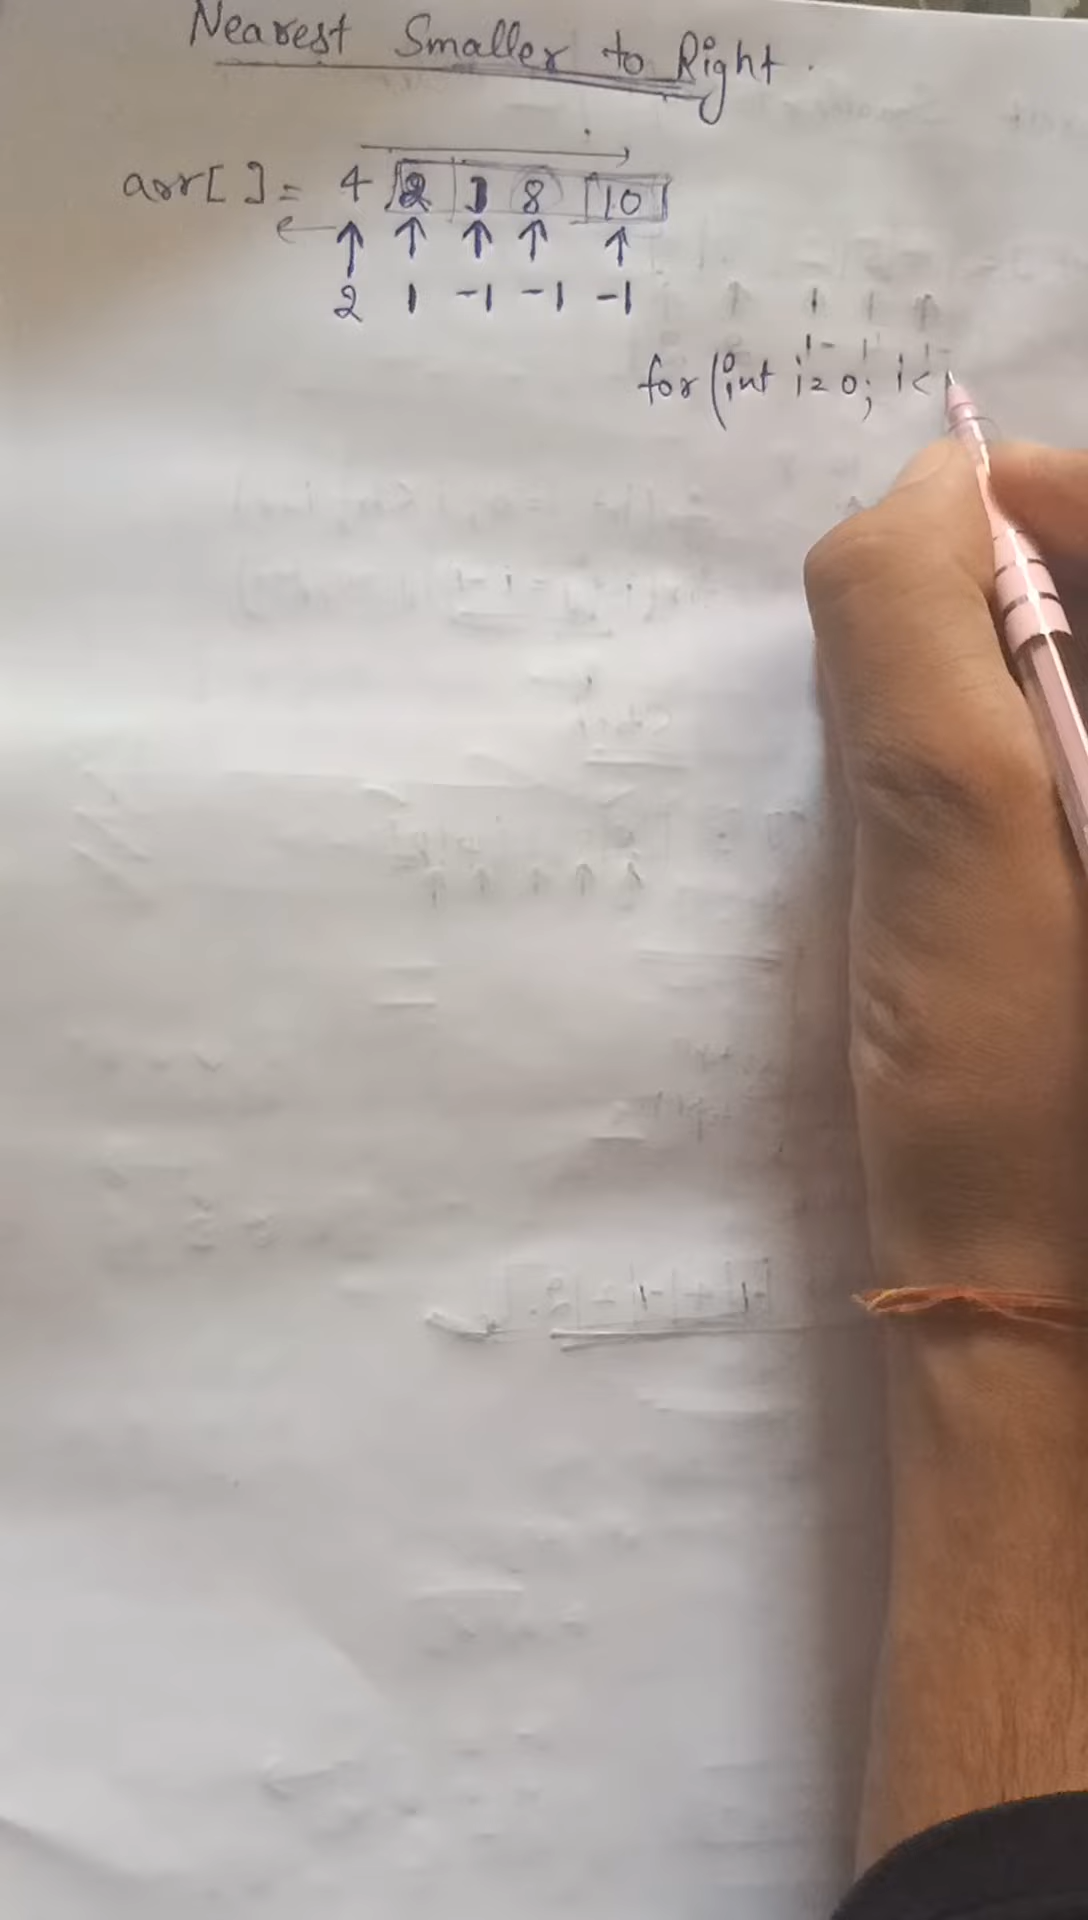 Nearest Smaller to Right.
arr[ ] = 4 2 1 8 10
2 1 -1 -1 -1
for (int i=0; i<